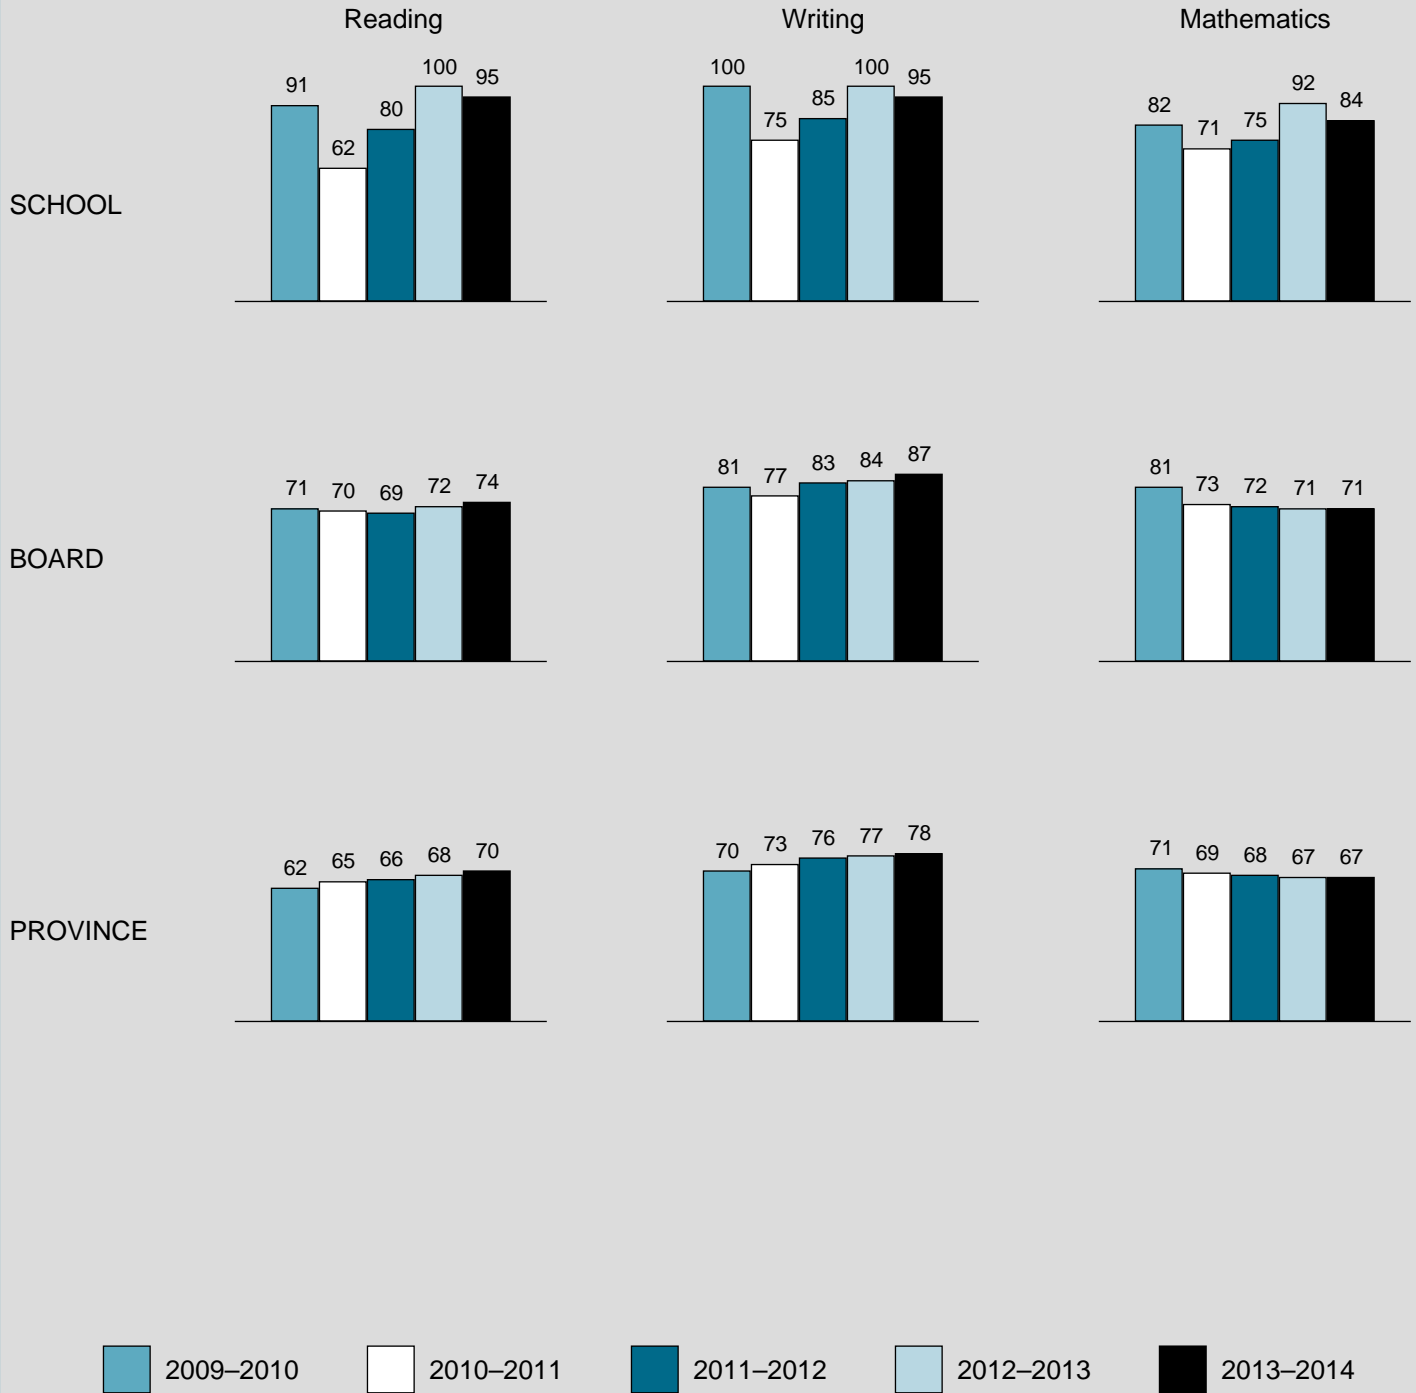 Reading Writing Mathematics
91 62 80 100 95 100 75 85 100 95 82 71 75 92 84
SCHOOL
71 70 69 72 74 81 77 83 84 87 81 73 72 71 71
BOARD
62 65 66 68 70 70 73 76 77 78 71 69 68 67 67
PROVINCE
2009–2010 2010–2011 2011–2012 2012–2013 2013–2014